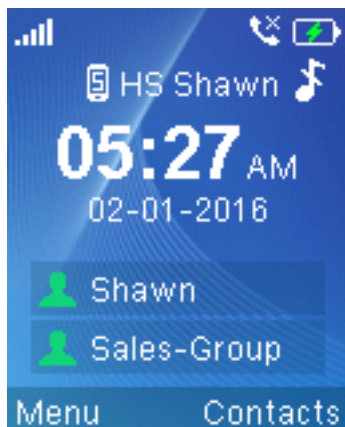 5 HS Shawn
05:27 AM
02-01-2016
Shawn
Sales-Group
Menu Contacts